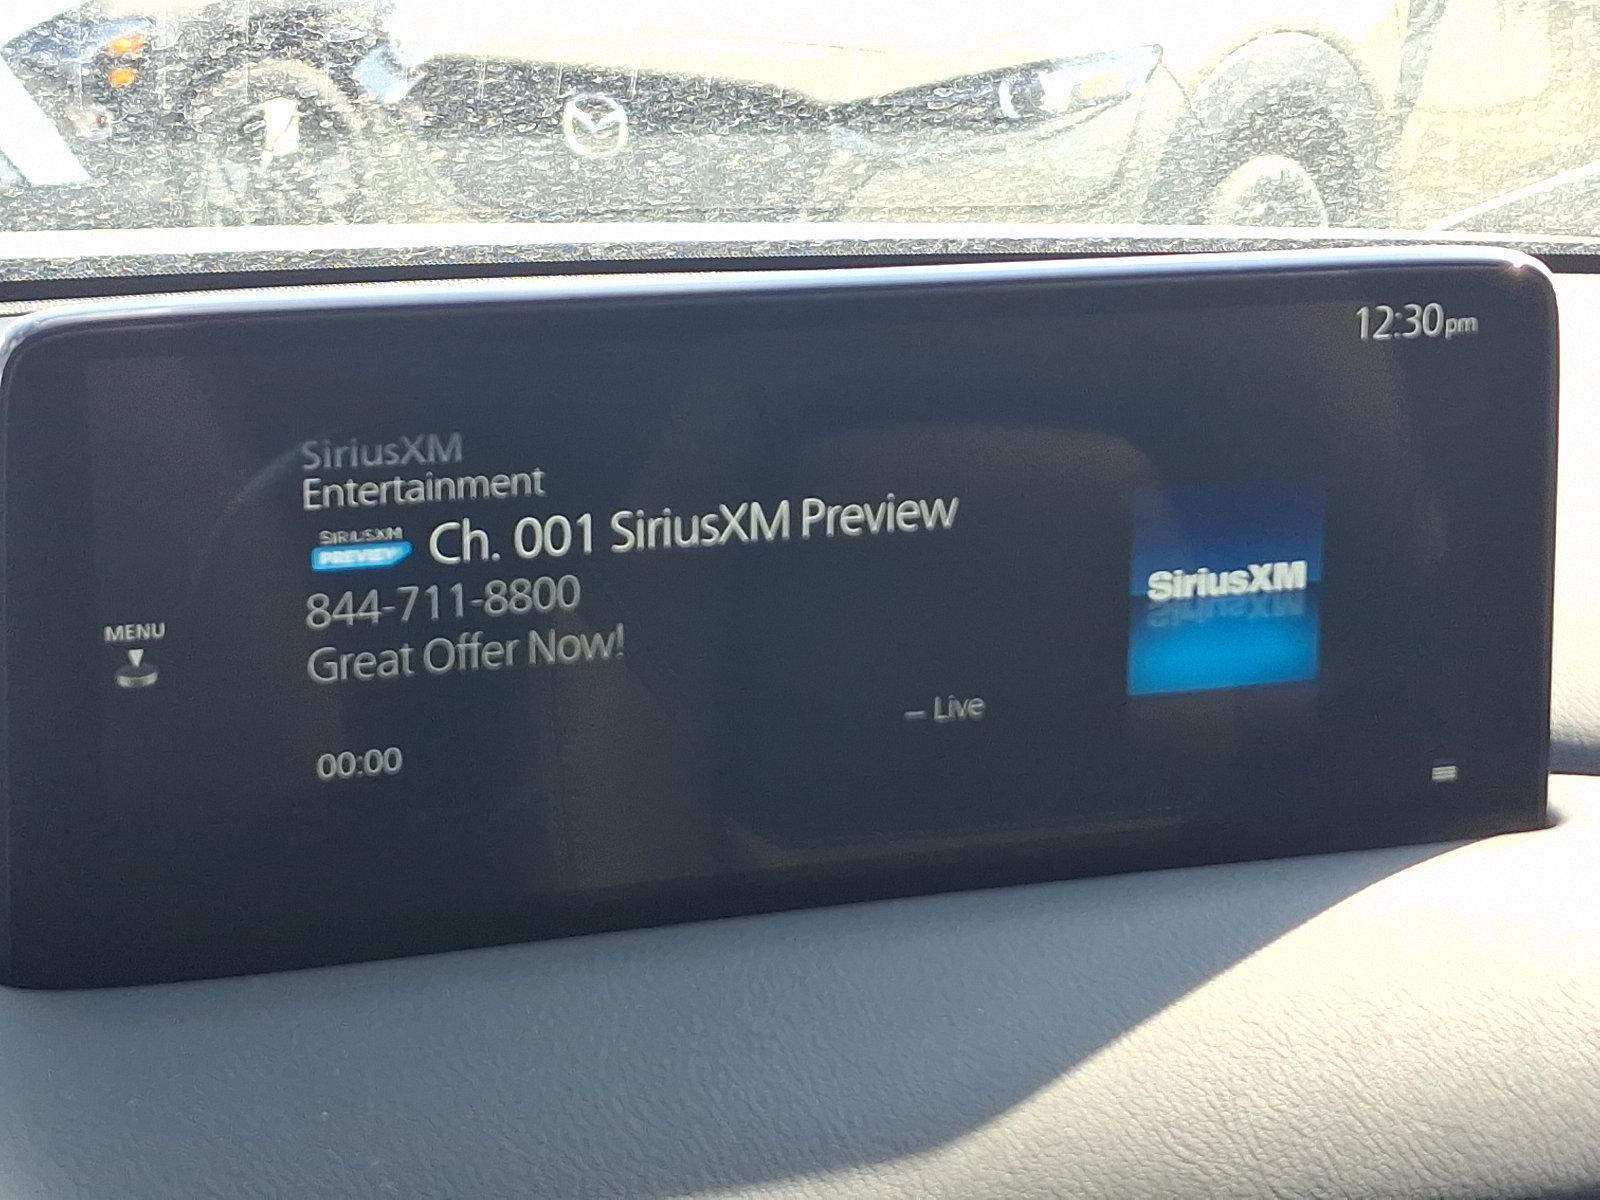 12:30pm
SiriusXM
Entertainment
SIRIUSXM
PREVIEW
Ch. 001 SiriusXM Preview
844-711-8800
Great Offer Now!
MENU
SiriusXM
– Live
00:00